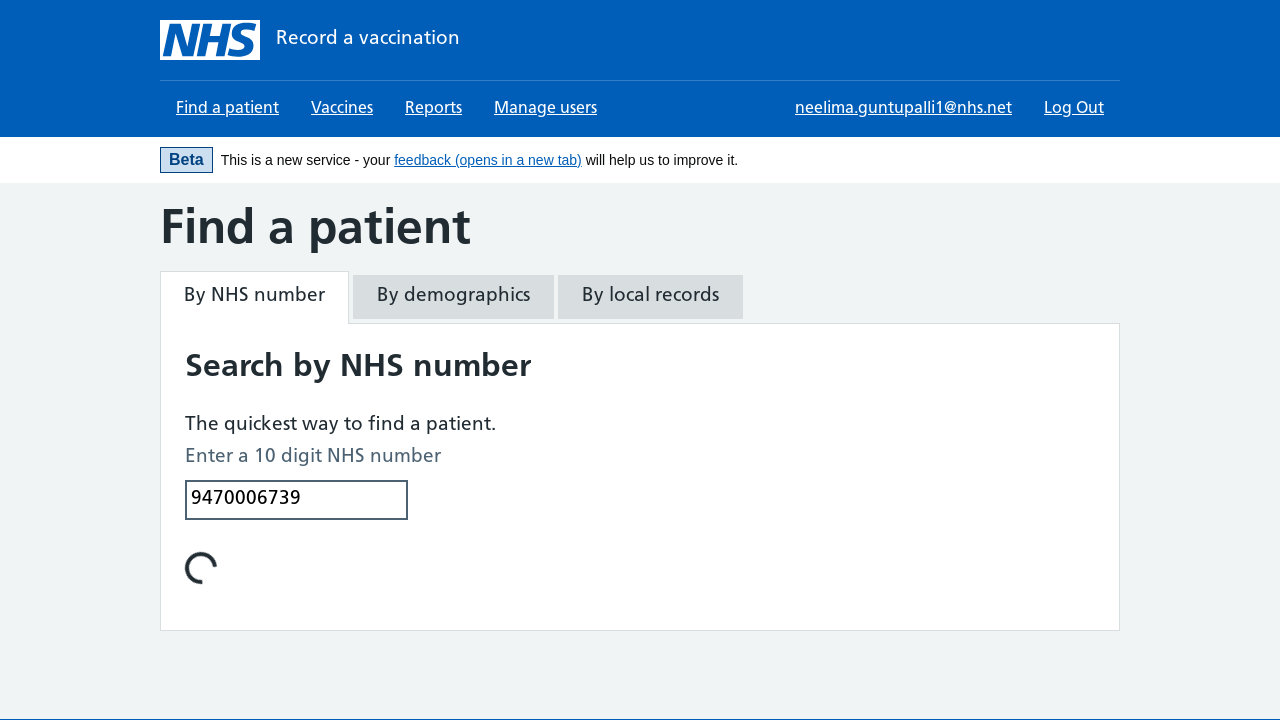 NHS Record a vaccination
Find a patient Vaccines Reports Manage users neelima.guntupalli1@nhs.net Log Out
Beta This is a new service - your feedback (opens in a new tab) will help us to improve it.
Find a patient
By NHS number By demographics By local records
Search by NHS number
The quickest way to find a patient.
Enter a 10 digit NHS number
9470006739